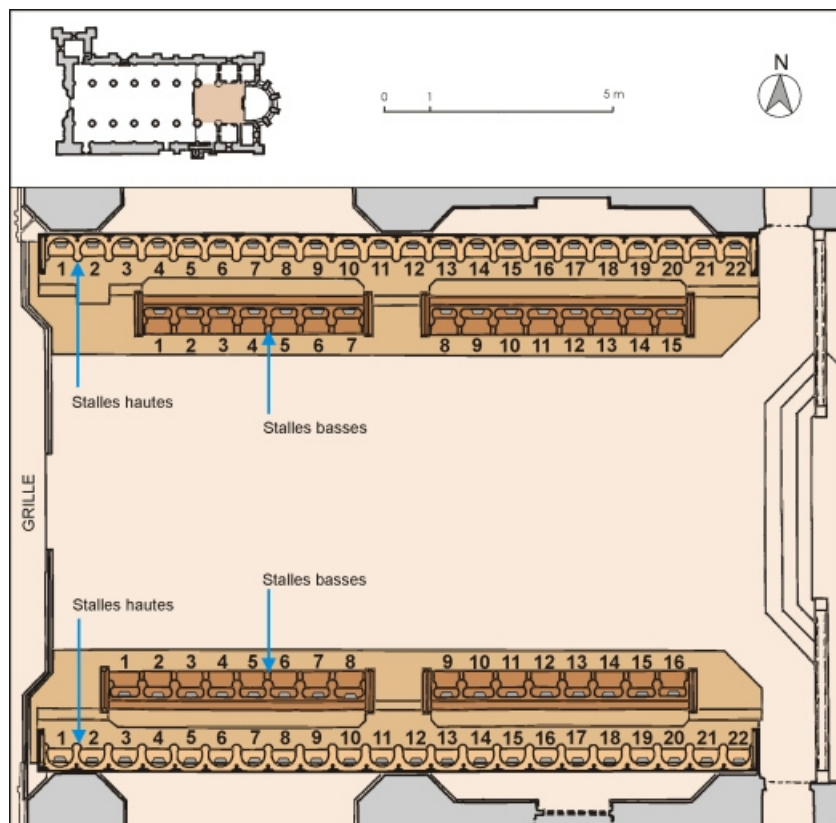 N
0 1 5 m
1 2 3 4 5 6 7 8 9 10 11 12 13 14 15 16 17 18 19 20 21 22
1 2 3 4 5 6 7 8 9 10 11 12 13 14 15
Stalles hautes
Stalles basses
GRILLE
Stalles basses
Stalles hautes
1 2 3 4 5 6 7 8 9 10 11 12 13 14 15 16
1 2 3 4 5 6 7 8 9 10 11 12 13 14 15 16 17 18 19 20 21 22